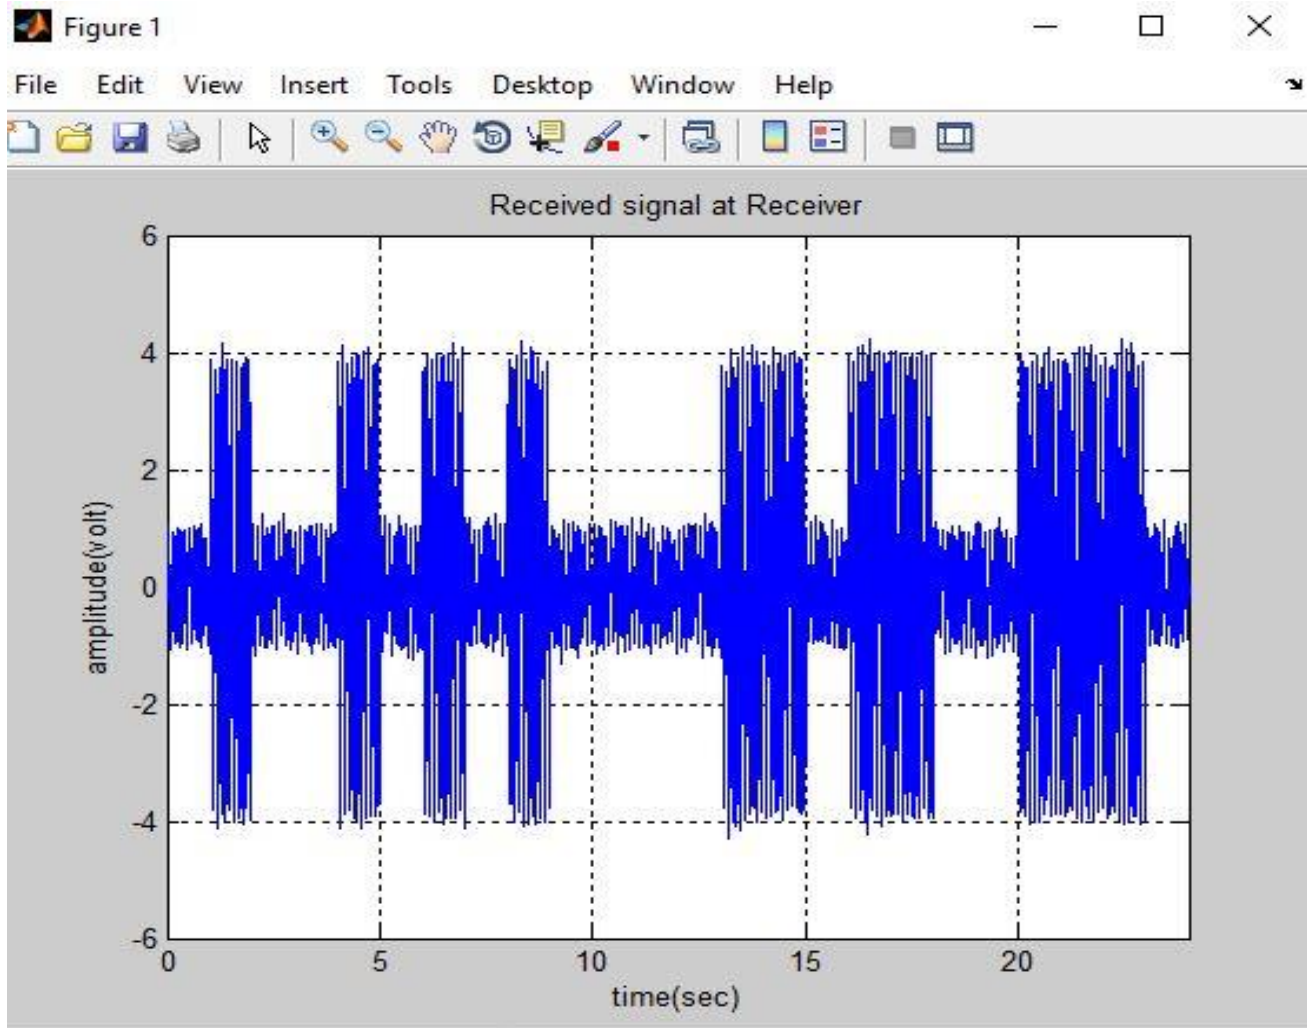 Figure 1
File Edit View Insert Tools Desktop Window Help
Received signal at Receiver
6
4
2
0
-2
-4
-6
amplitude(volt)
0 5 10 15 20
time(sec)